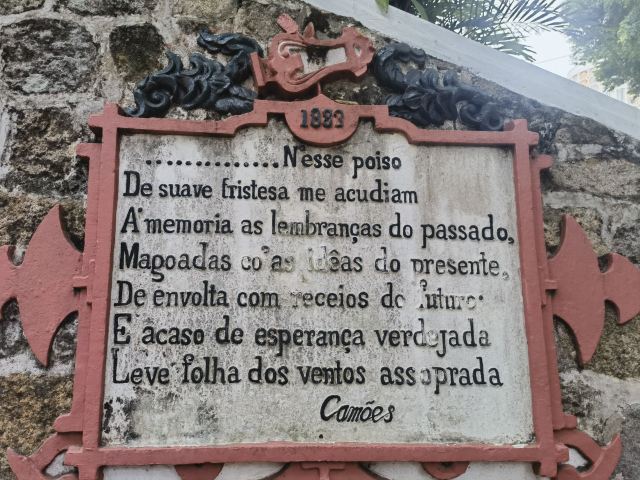 1883
..................N'esse poiso
De suave tristesa me acudiam
A' memoria as lembranças do passado,
Magoadas co'as idêas do presente,
De envolta com receios do futuro.
E acaso de esperança verdejada
Leve folha dos ventos assoprada
Camões